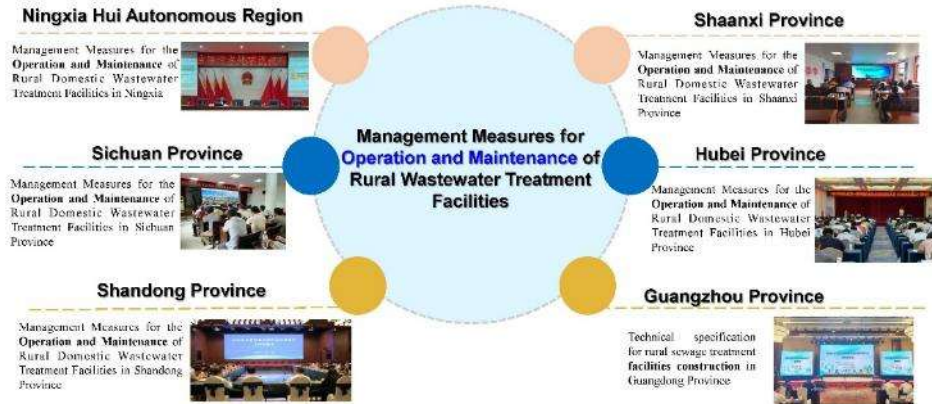 Ningxia Hui Autonomous Region
Management Measures for the
Operation and Maintenance of
Rural Domestic Wastewater
Treatment Facilities in Ningxia
Sichuan Province
Management Measures for the
Operation and Maintenance of
Rural Domestic Wastewater
Treatment Facilities in Sichuan
Province
Shandong Province
Management Measures for the
Operation and Maintenance of
Rural Domestic Wastewater
Treatment Facilities in Shandong
Province
Management Measures for
Operation and Maintenance of
Rural Wastewater Treatment
Facilities
Shaanxi Province
Management Measures for the
Operation and Maintenance of
Rural Domestic Wastewater
Treatment Facilities in Shaanxi
Province
Hubei Province
Management Measures for the
Operation and Maintenance of
Rural Domestic Wastewater
Treatment Facilities in Hubei
Province
Guangzhou Province
Technical specification
for rural sewage treatment
facilities construction in
Guangdong Province